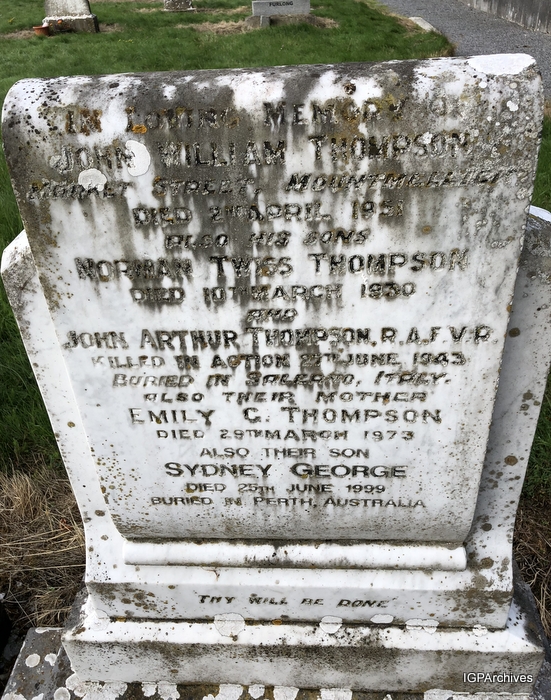 FURLONG
IN LOVING MEMORY OF
JOHN WILLIAM THOMPSON
MARKET STREET, MOUNTMELLICK
DIED 2ND APRIL 1951
ALSO HIS SONS
NORMAN TWISS THOMPSON
DIED 10TH MARCH 1930
AND
JOHN ARTHUR THOMPSON, R.A.F.V.R.
KILLED IN ACTION 27TH JUNE, 1943
BURIED IN SALERNO, ITALY.
ALSO THEIR MOTHER
EMILY G. THOMPSON
DIED 29TH MARCH 1973
ALSO THEIR SON
SYDNEY GEORGE
DIED 25TH JUNE 1999
BURIED IN PERTH, AUSTRALIA
THY WILL BE DONE
IGPArchives